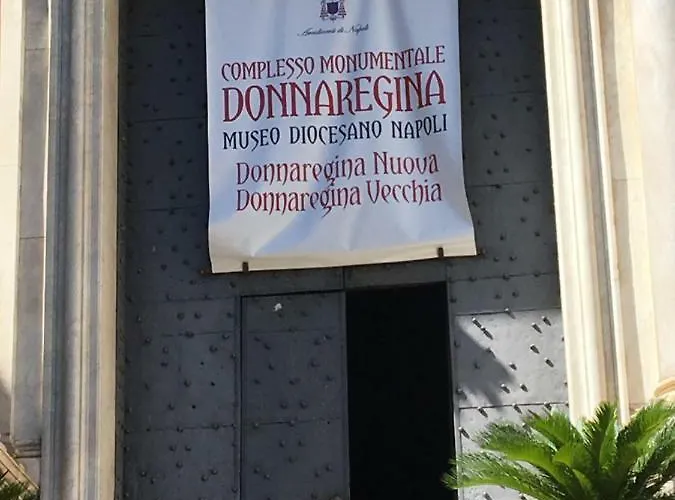 Arcidiocesi di Napoli
COMPLESSO MONUMENTALE
DONNAREGINA
MUSEO DIOCESANO NAPOLI
Donnaregina Nuova
Donnaregina Vecchia